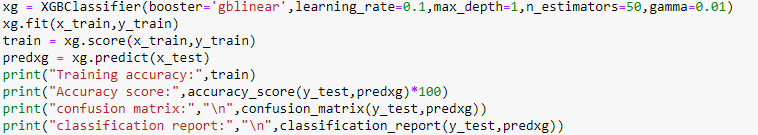 xg = XGBClassifier(booster='gblinear',learning_rate=0.1,max_depth=1,n_estimators=50,gamma=0.01)
xg.fit(x_train,y_train)
train = xg.score(x_train,y_train)
predxg = xg.predict(x_test)
print("Training accuracy:",train)
print("Accuracy score:",accuracy_score(y_test,predxg)*100)
print("confusion matrix:","\n",confusion_matrix(y_test,predxg))
print("classification report:","\n",classification_report(y_test,predxg))